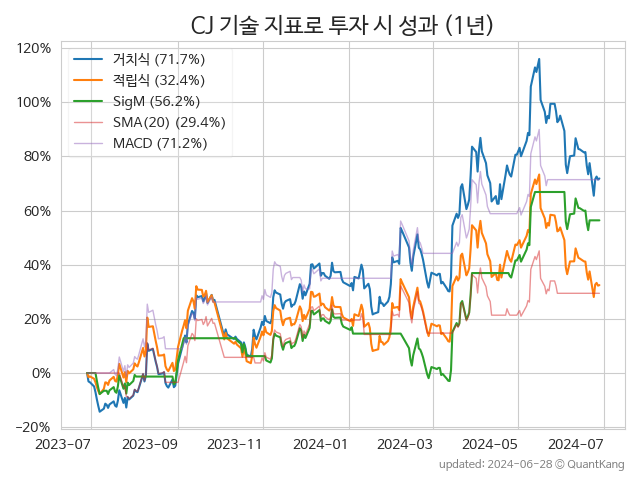 CJ 기술 지표로 투자 시 성과 (1년)
120%
100%
80%
60%
40%
20%
0%
−20%
거치식 (71.7%)
적립식 (32.4%)
SigM (56.2%)
SMA(20) (29.4%)
MACD (71.2%)
2023-07
2023-09
2023-11
2024-01
2024-03
2024-05
2024-07
updated: 2024-06-28 © QuantKang